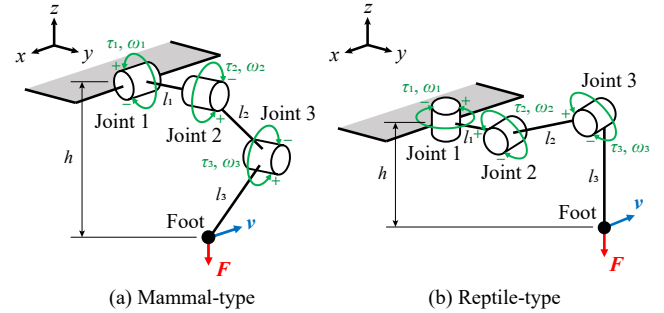 z
x
y
τ₁, ω₁
+
−
l₁
τ₂, ω₂
−
+
Joint 1
Joint 2
l₂
Joint 3
−
τ₃, ω₃
+
l₃
h
Foot
v
F
(a) Mammal-type
z
x
y
τ₁, ω₁
−
+
Joint 1
l₁
τ₂, ω₂
+
−
Joint 2
l₂
Joint 3
+
−
τ₃, ω₃
l₃
h
Foot
v
F
(b) Reptile-type